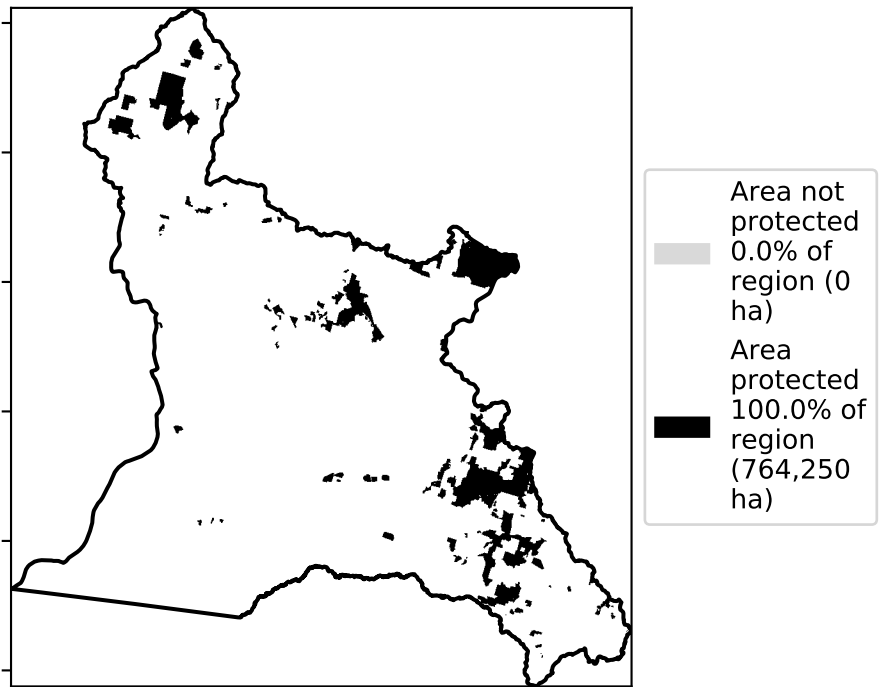 Area not
protected
0.0% of
region (0
ha)
Area
protected
100.0% of
region
(764,250
ha)